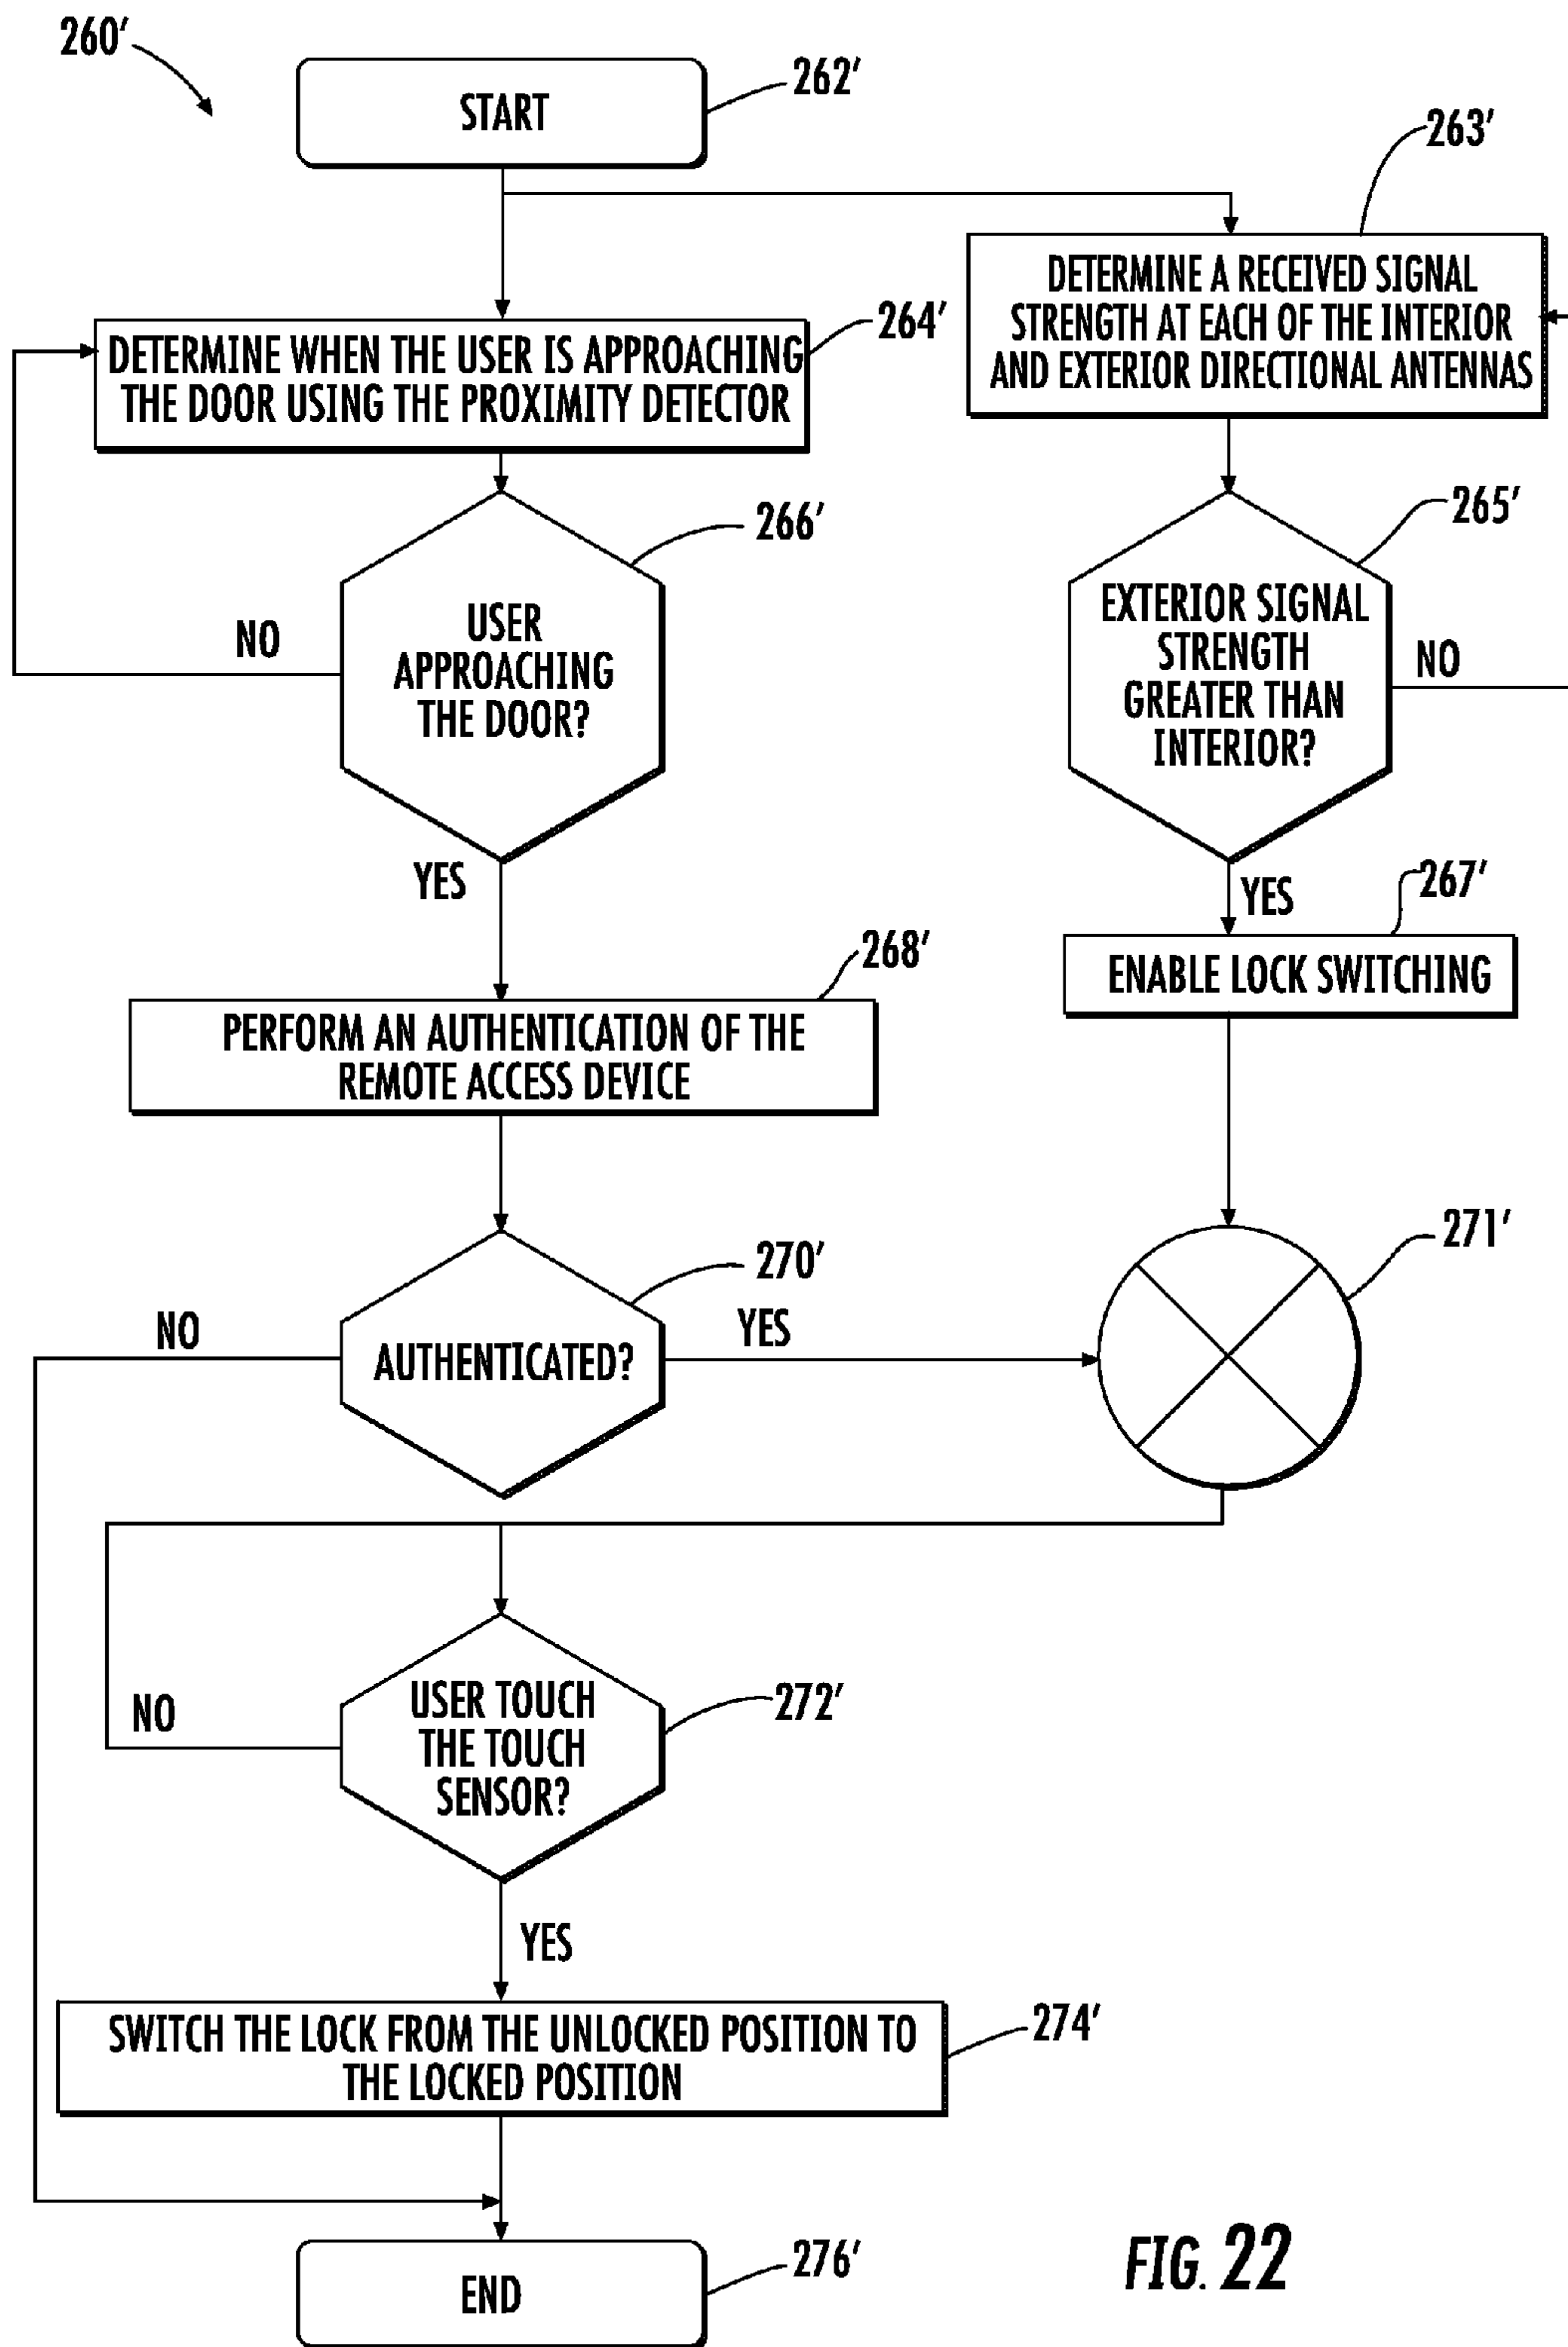 260'
START
262'
263'
DETERMINE A RECEIVED SIGNAL
STRENGTH AT EACH OF THE INTERIOR
AND EXTERIOR DIRECTIONAL ANTENNAS
264'
DETERMINE WHEN THE USER IS APPROACHING
THE DOOR USING THE PROXIMITY DETECTOR
266'
USER
APPROACHING
THE DOOR?
NO
YES
265'
EXTERIOR SIGNAL
STRENGTH
GREATER THAN
INTERIOR?
NO
YES
267'
ENABLE LOCK SWITCHING
268'
PERFORM AN AUTHENTICATION OF THE
REMOTE ACCESS DEVICE
270'
AUTHENTICATED?
NO
YES
271'
272'
USER TOUCH
THE TOUCH
SENSOR?
NO
YES
274'
SWITCH THE LOCK FROM THE UNLOCKED POSITION TO
THE LOCKED POSITION
276'
END
FIG. 22